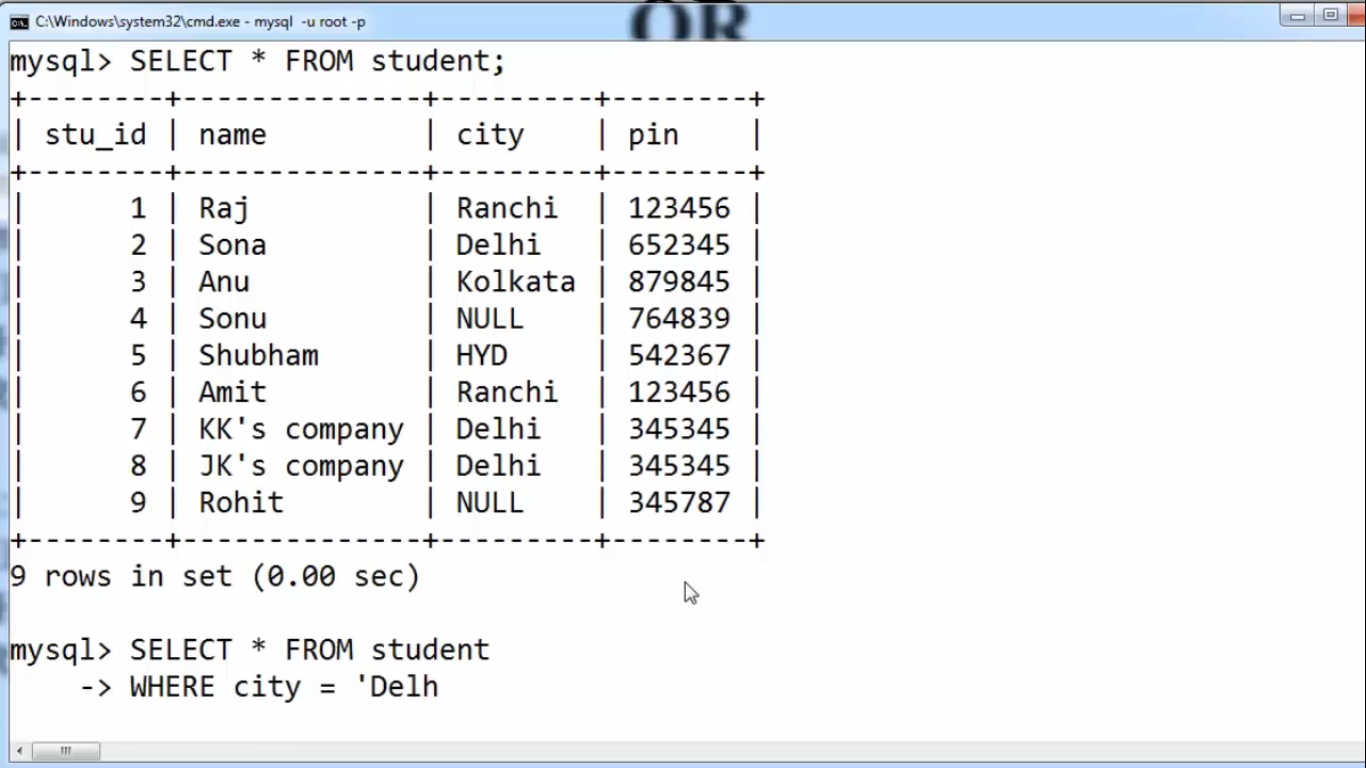 OR
C:\Windows\system32\cmd.exe - mysql  -u root -p
mysql> SELECT * FROM student;
+--------+--------------+---------+--------+
| stu_id | name         | city    | pin    |
+--------+--------------+---------+--------+
|      1 | Raj          | Ranchi  | 123456 |
|      2 | Sona         | Delhi   | 652345 |
|      3 | Anu          | Kolkata | 879845 |
|      4 | Sonu         | NULL    | 764839 |
|      5 | Shubham      | HYD     | 542367 |
|      6 | Amit         | Ranchi  | 123456 |
|      7 | KK's company | Delhi   | 345345 |
|      8 | JK's company | Delhi   | 345345 |
|      9 | Rohit        | NULL    | 345787 |
+--------+--------------+---------+--------+
9 rows in set (0.00 sec)
mysql> SELECT * FROM student
    -> WHERE city = 'Delh